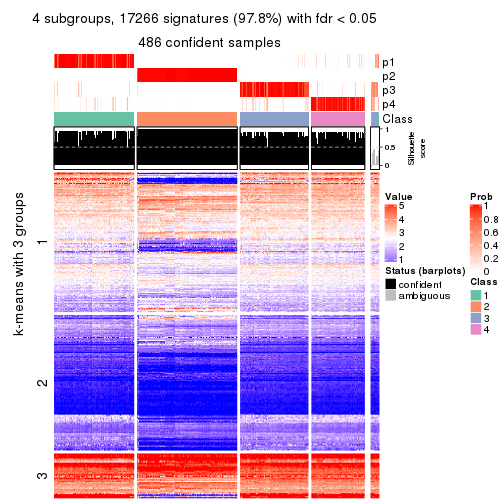 4 subgroups, 17266 signatures (97.8%) with fdr < 0.05
486 confident samples
p1
p2
p3
p4
Class
1
0.5
0
Silhouette
score
k-means with 3 groups
1
2
3
Value
5
4
3
2
1
Status (barplots)
confident
ambiguous
Prob
1
0.8
0.6
0.4
0.2
0
Class
1
2
3
4